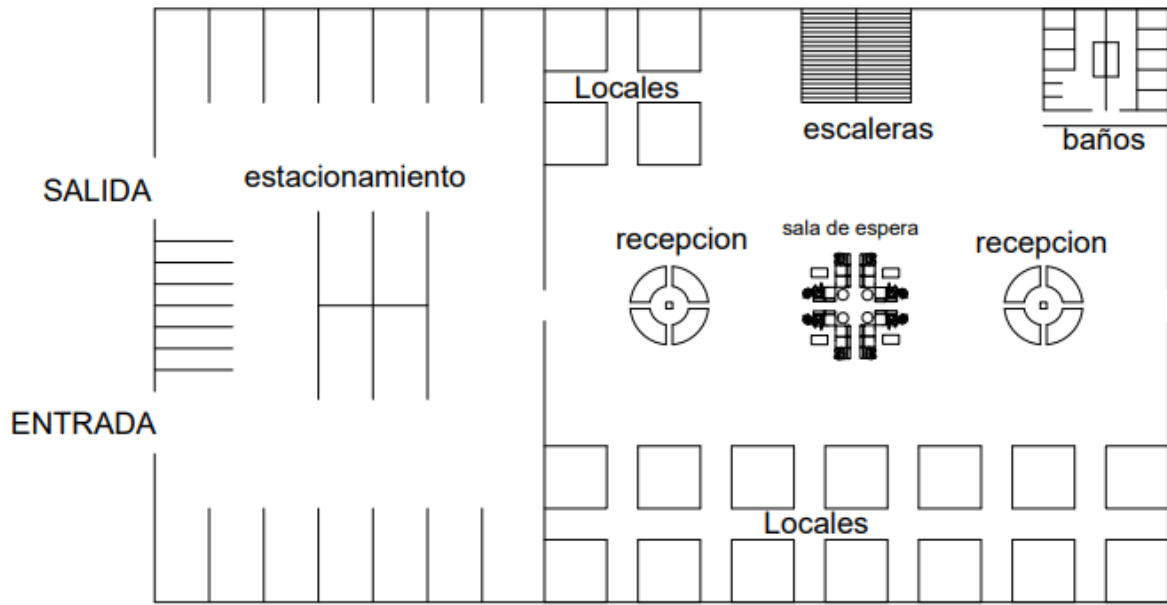 Locales
escaleras
baños
estacionamiento
SALIDA
recepcion
sala de espera
recepcion
ENTRADA
Locales